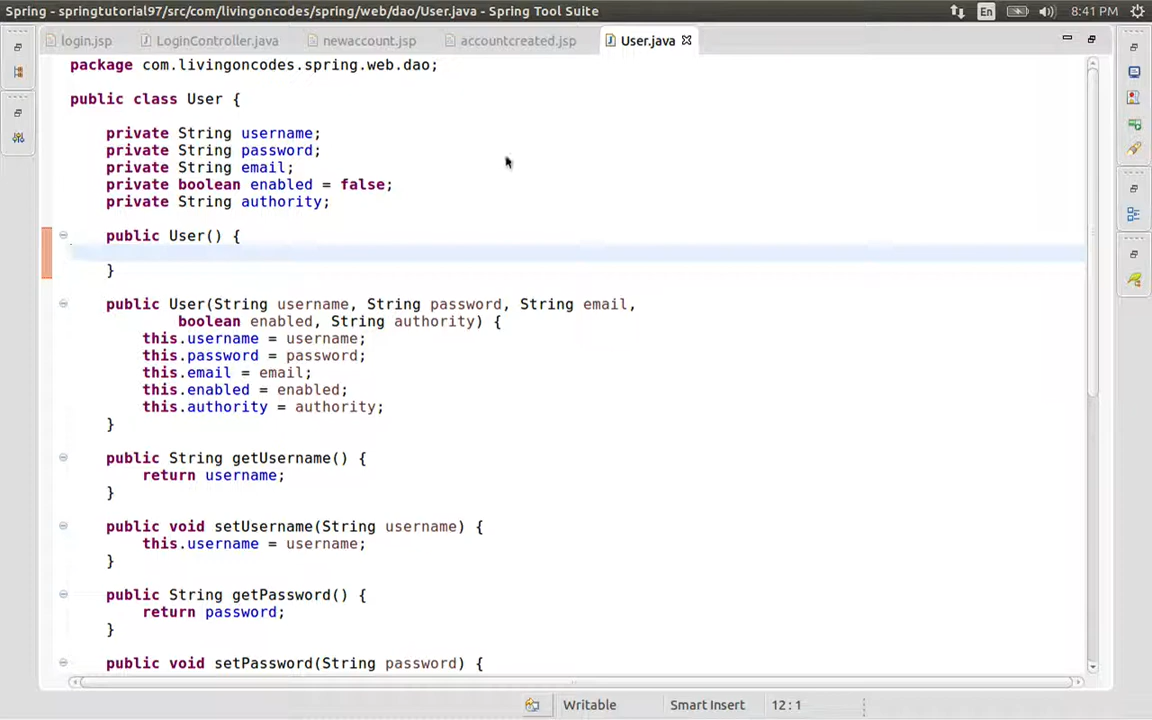 Spring - springtutorial97/src/com/livingoncodes/spring/web/dao/User.java - Spring Tool Suite
En
8:41 PM
login.jsp
LoginController.java
newaccount.jsp
accountcreated.jsp
User.java
package com.livingoncodes.spring.web.dao;
public class User {
private String username;
private String password;
private String email;
private boolean enabled = false;
private String authority;
public User() {
}
public User(String username, String password, String email,
boolean enabled, String authority) {
this.username = username;
this.password = password;
this.email = email;
this.enabled = enabled;
this.authority = authority;
}
public String getUsername() {
return username;
}
public void setUsername(String username) {
this.username = username;
}
public String getPassword() {
return password;
}
public void setPassword(String password) {
Writable
Smart Insert
12:1